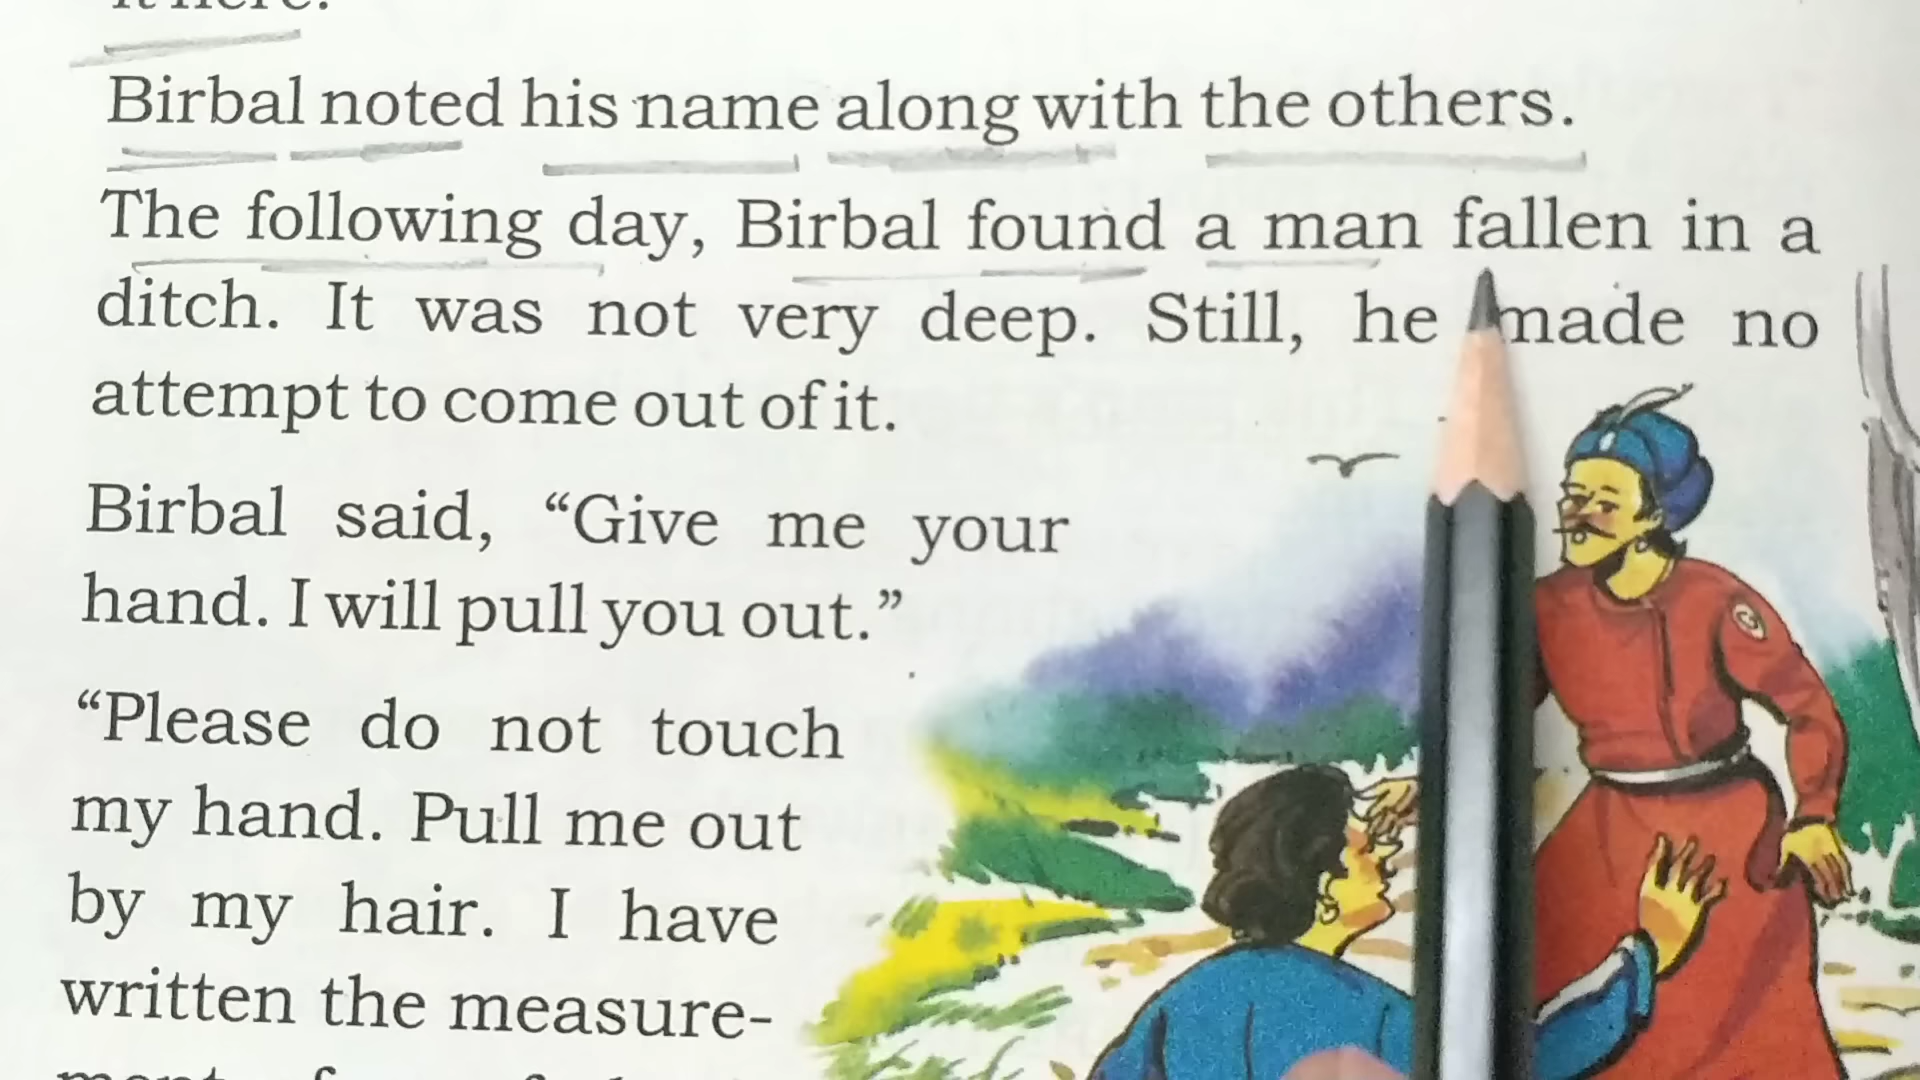 it here.
Birbal noted his name along with the others.
The following day, Birbal found a man fallen in a
ditch. It was not very deep. Still, he made no
attempt to come out of it.
Birbal said, “Give me your
hand. I will pull you out.”
“Please do not touch
my hand. Pull me out
by my hair. I have
written the measure-